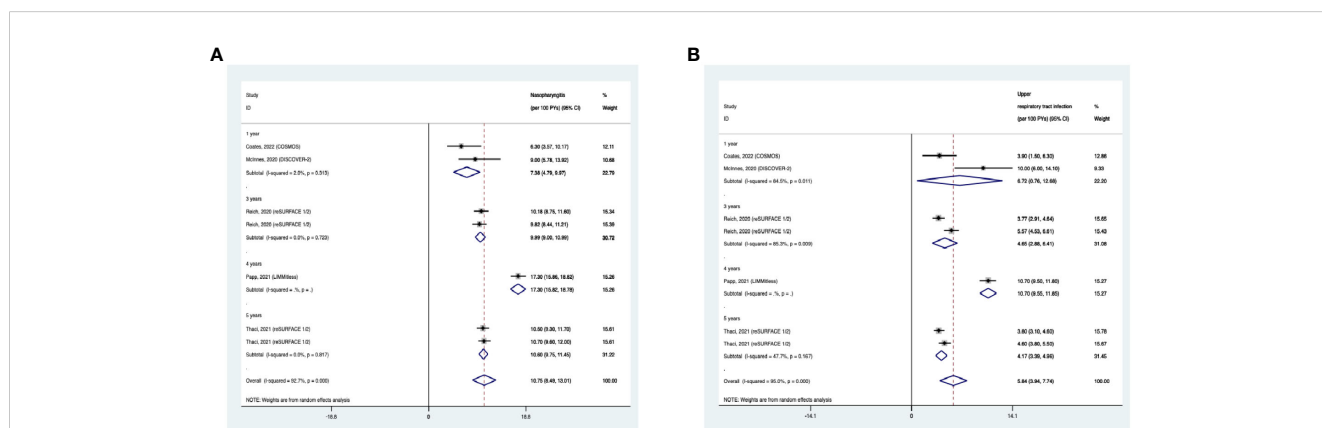 A
Study Nasopharyngitis %
ID (per 100 PYs) (95% CI) Weight
1 year
Coates, 2022 (COSMOS) 6.30 (3.57, 10.17) 12.11
McInnes, 2020 (DISCOVER-2) 9.00 (5.78, 13.92) 10.68
Subtotal (I-squared = 2.0%, p = 0.313) 7.38 (4.79, 9.97) 22.79
.
3 years
Reich, 2020 (reSURFACE 1/2) 10.18 (8.75, 11.60) 15.34
Reich, 2020 (reSURFACE 1/2) 9.82 (8.44, 11.21) 15.39
Subtotal (I-squared = 0.0%, p = 0.723) 9.99 (9.00, 10.99) 30.73
.
4 years
Papp, 2021 (LIMMitless) 17.30 (15.86, 18.82) 15.26
Subtotal (I-squared = .%, p = .) 17.30 (15.82, 18.78) 15.26
.
5 years
Thaci, 2021 (reSURFACE 1/2) 10.50 (9.30, 11.70) 15.61
Thaci, 2021 (reSURFACE 1/2) 10.70 (9.60, 12.00) 15.61
Subtotal (I-squared = 0.0%, p = 0.817) 10.60 (9.75, 11.45) 31.22
.
Overall (I-squared = 92.7%, p = 0.000) 10.75 (8.49, 13.01) 100.00
NOTE: Weights are from random effects analysis
-18.8 0 18.8
B
Upper
Study respiratory tract infection %
ID (per 100 PYs) (95% CI) Weight
1 year
Coates, 2022 (COSMOS) 3.90 (1.50, 6.30) 12.88
McInnes, 2020 (DISCOVER-2) 10.00 (6.00, 14.10) 9.33
Subtotal (I-squared = 84.5%, p = 0.011) 6.72 (0.76, 12.68) 22.20
.
3 years
Reich, 2020 (reSURFACE 1/2) 3.77 (2.91, 4.64) 15.65
Reich, 2020 (reSURFACE 1/2) 5.57 (4.53, 6.61) 15.43
Subtotal (I-squared = 85.3%, p = 0.009) 4.65 (2.88, 6.41) 31.08
.
4 years
Papp, 2021 (LIMMitless) 10.70 (9.50, 11.80) 15.27
Subtotal (I-squared = .%, p = .) 10.70 (9.55, 11.85) 15.27
.
5 years
Thaci, 2021 (reSURFACE 1/2) 3.80 (3.10, 4.60) 15.78
Thaci, 2021 (reSURFACE 1/2) 4.60 (3.80, 5.50) 15.67
Subtotal (I-squared = 47.7%, p = 0.167) 4.17 (3.39, 4.96) 31.45
.
Overall (I-squared = 95.0%, p = 0.000) 5.84 (3.94, 7.74) 100.00
NOTE: Weights are from random effects analysis
-14.1 0 14.1